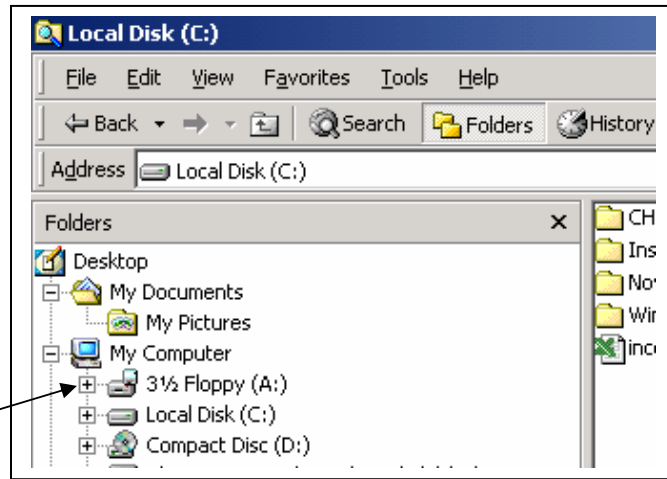 Local Disk (C:)
File Edit View Favorites Tools Help
Back Search Folders History
Address Local Disk (C:)
Folders x
Desktop
My Documents
My Pictures
My Computer
3½ Floppy (A:)
Local Disk (C:)
Compact Disc (D:)
CH
Ins
Wir